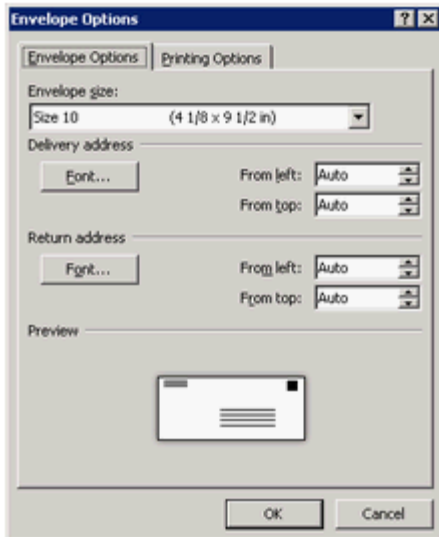 Envelope Options
Envelope Options Printing Options
Envelope size:
Size 10 (4 1/8 x 9 1/2 in)
Delivery address
Font... From left: Auto
From top: Auto
Return address
Font... From left: Auto
From top: Auto
Preview
OK Cancel